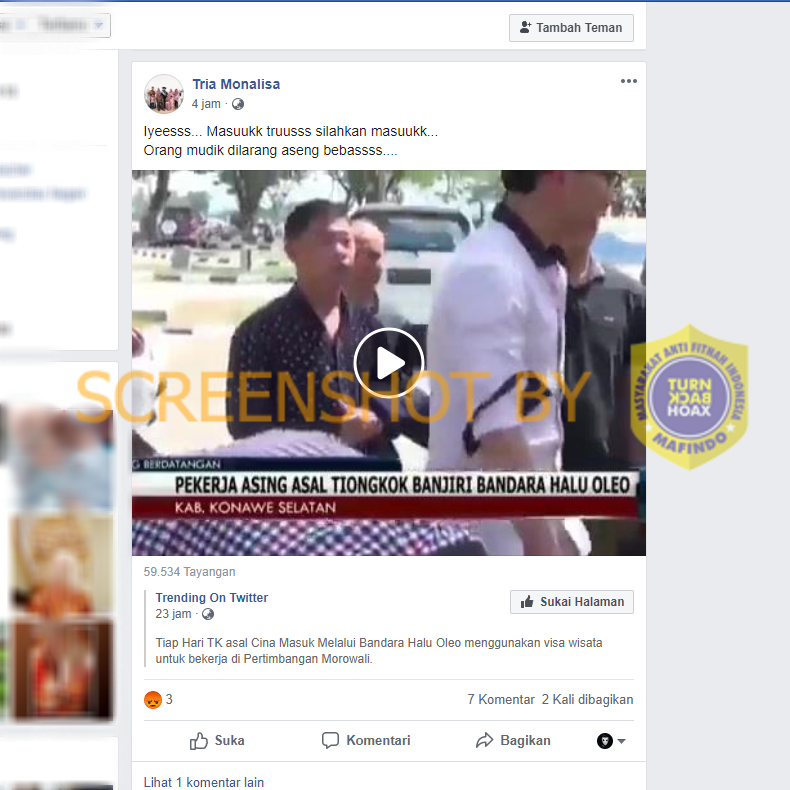 Tambah Teman
Tria Monalisa
4 jam ·
Iyeesss... Masuukk truusss silahkan masuukk...
Orang mudik dilarang aseng bebassss....
SCREENSHOT BY
MASYARAKAT ANTI FITNAH INDONESIA
TURN
BACK
HOAX
MAFINDO
G BERDATANGAN
PEKERJA ASING ASAL TIONGKOK BANJIRI BANDARA HALU OLEO
KAB. KONAWE SELATAN
59.534 Tayangan
Trending On Twitter
Sukai Halaman
23 jam ·
Tiap Hari TK asal Cina Masuk Melalui Bandara Halu Oleo menggunakan visa wisata
untuk bekerja di Pertimbangan Morowali.
3
7 Komentar 2 Kali dibagikan
Suka Komentari Bagikan
Lihat 1 komentar lain